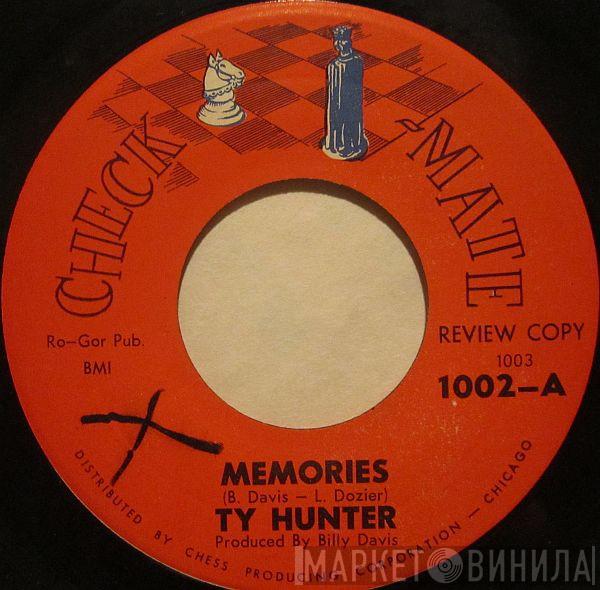 CHECK-MATE
Ro-Gor Pub.
BMI
REVIEW COPY
1003
1002-A
MEMORIES
(B. Davis - L. Dozier)
TY HUNTER
Produced By Billy Davis
DISTRIBUTED BY CHESS PRODUCING CORPORATION - CHICAGO
МАРКЕТ ВИНИЛА